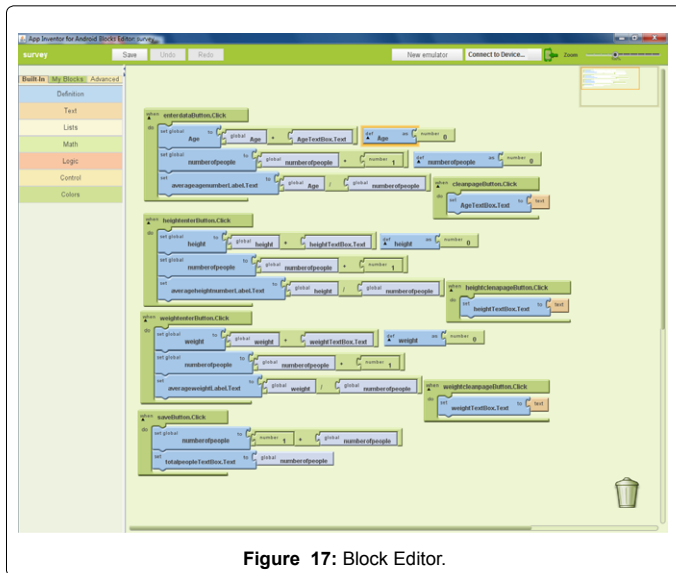 App Inventor for Android Blocks Editor: survey
survey Save Undo Redo New emulator Connect to Device... Zoom
Built-In My Blocks Advanced
Definition
Text
Lists
Math
Logic
Control
Colors
when enterdataButton.Click
do set global Age to global Age + AgeTextBox.Text def Age as number 0
set global numberofpeople to global numberofpeople + number 1 def numberofpeople as number 0
set averageagenumberLabel.Text to global Age / global numberofpeople
when cleanpageButton.Click
do set AgeTextBox.Text to text
when heightenterButton.Click
do set global height to global height + heightTextBox.Text def height as number 0
set global numberofpeople to global numberofpeople + number 1
set averageheightnumberLabel.Text to global height / global numberofpeople
when heightclenapageButton.Click
do set heightTextBox.Text to text
when weightenterButton.Click
do set global weight to global weight + weightTextBox.Text def weight as number 0
set global numberofpeople to global numberofpeople + number 1
set averageweightLabel.Text to global weight / global numberofpeople
when weightcleanpageButton.Click
do set weightTextBox.Text to text
when saveButton.Click
do set global numberofpeople to number 1 + global numberofpeople
set totalpeopleTextBox.Text to global numberofpeople
Figure 17: Block Editor.